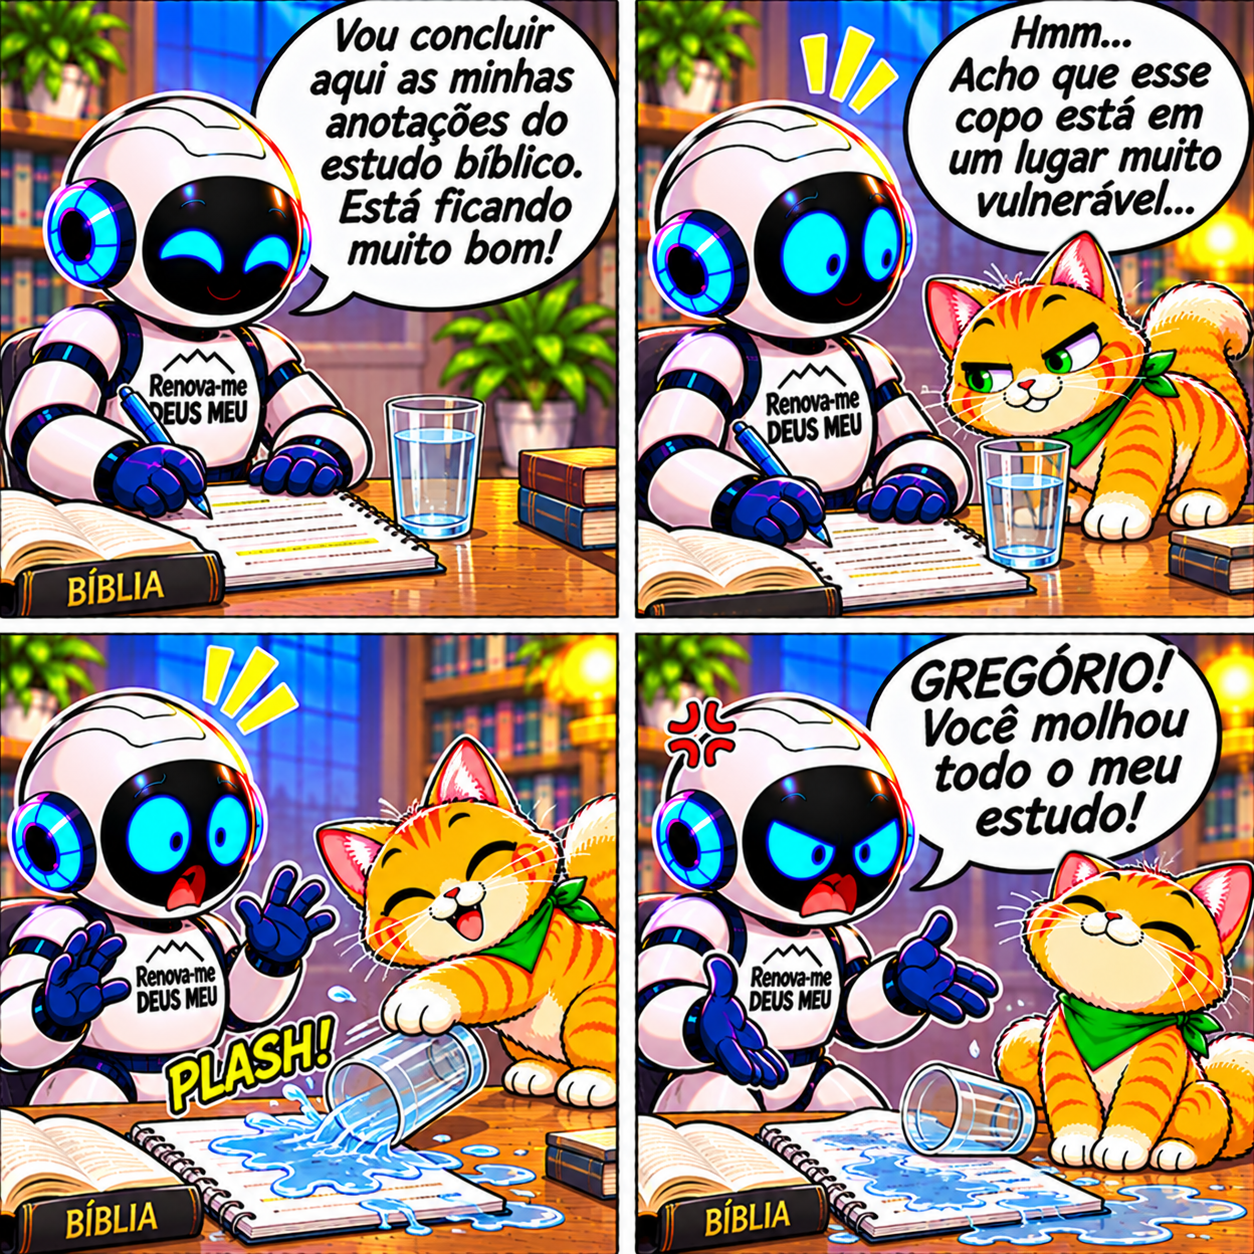 Vou concluir
aqui as minhas
anotações do
estudo bíblico.
Está ficando
muito bom!
Renova-me
DEUS MEU
BÍBLIA
Hmm...
Acho que esse
copo está em
um lugar muito
vulnerável...
Renova-me
DEUS MEU
PLASH!
Renova-me
DEUS MEU
BÍBLIA
GREGÓRIO!
Você molhou
todo o meu
estudo!
Renova-me
DEUS MEU
BÍBLIA